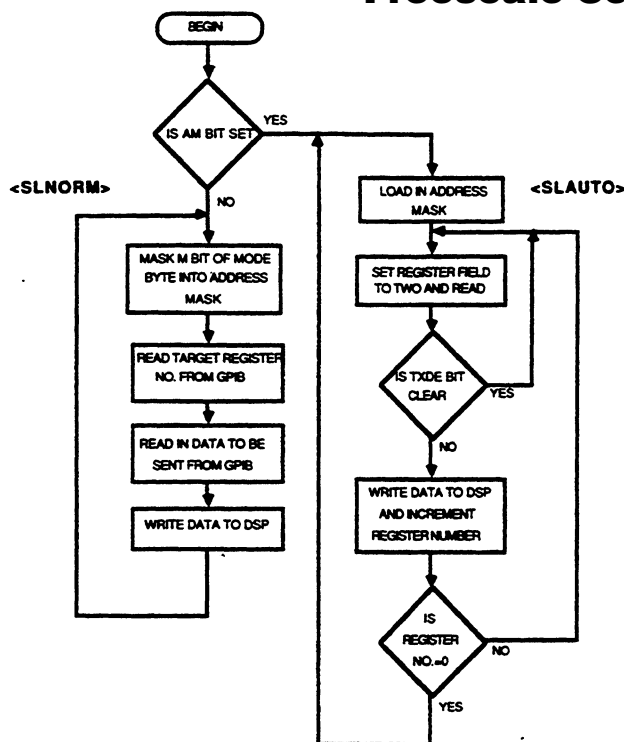 BEGIN
IS AM BIT SET
YES
NO
<SLNORM>
MASK M BIT OF MODE
BYTE INTO ADDRESS
MASK
READ TARGET REGISTER
NO. FROM GPIB
READ IN DATA TO BE
SENT FROM GPIB
WRITE DATA TO DSP
<SLAUTO>
LOAD IN ADDRESS
MASK
SET REGISTER FIELD
TO TWO AND READ
IS TXDE BIT
CLEAR
YES
NO
WRITE DATA TO DSP
AND INCREMENT
REGISTER NUMBER
IS
REGISTER
NO.=0
NO
YES